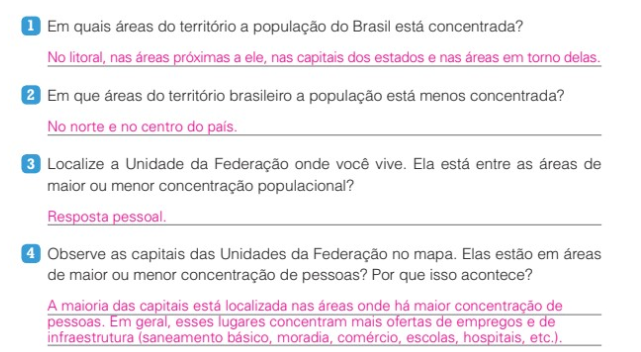 1 Em quais áreas do território a população do Brasil está concentrada?
No litoral, nas áreas próximas a ele, nas capitais dos estados e nas áreas em torno delas.
2 Em que áreas do território brasileiro a população está menos concentrada?
No norte e no centro do país.
3 Localize a Unidade da Federação onde você vive. Ela está entre as áreas de
maior ou menor concentração populacional?
Resposta pessoal.
4 Observe as capitais das Unidades da Federação no mapa. Elas estão em áreas
de maior ou menor concentração de pessoas? Por que isso acontece?
A maioria das capitais está localizada nas áreas onde há maior concentração de
pessoas. Em geral, esses lugares concentram mais ofertas de empregos e de
infraestrutura (saneamento básico, moradia, comércio, escolas, hospitais, etc.).